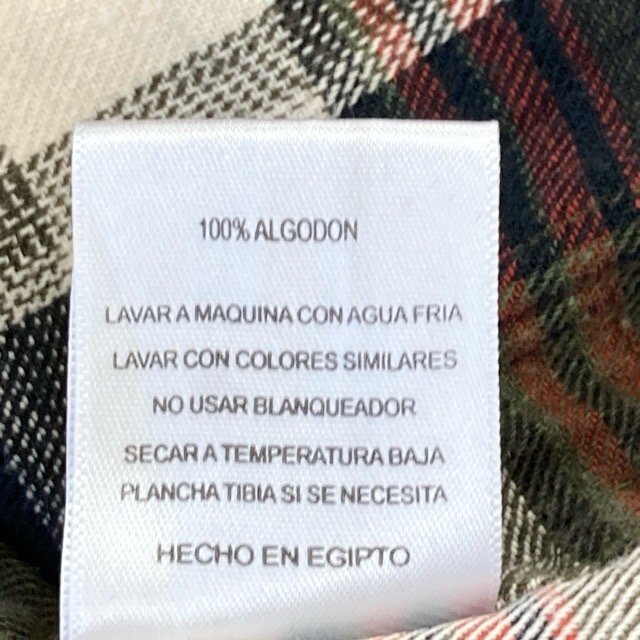 100% ALGODON
LAVAR A MAQUINA CON AGUA FRIA
LAVAR CON COLORES SIMILARES
NO USAR BLANQUEADOR
SECAR A TEMPERATURA BAJA
PLANCHA TIBIA SI SE NECESITA
HECHO EN EGIPTO